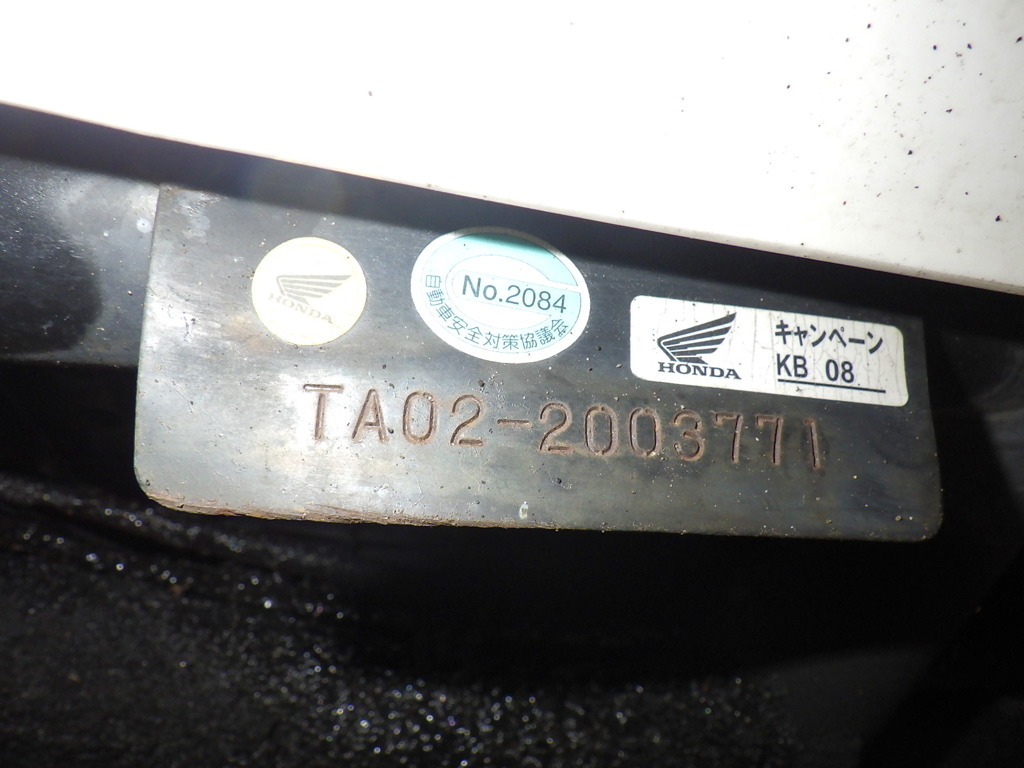 HONDA
No.2084
自動車安全対策協議会
HONDA
キャンペーン
KB 08
TA02-2003771